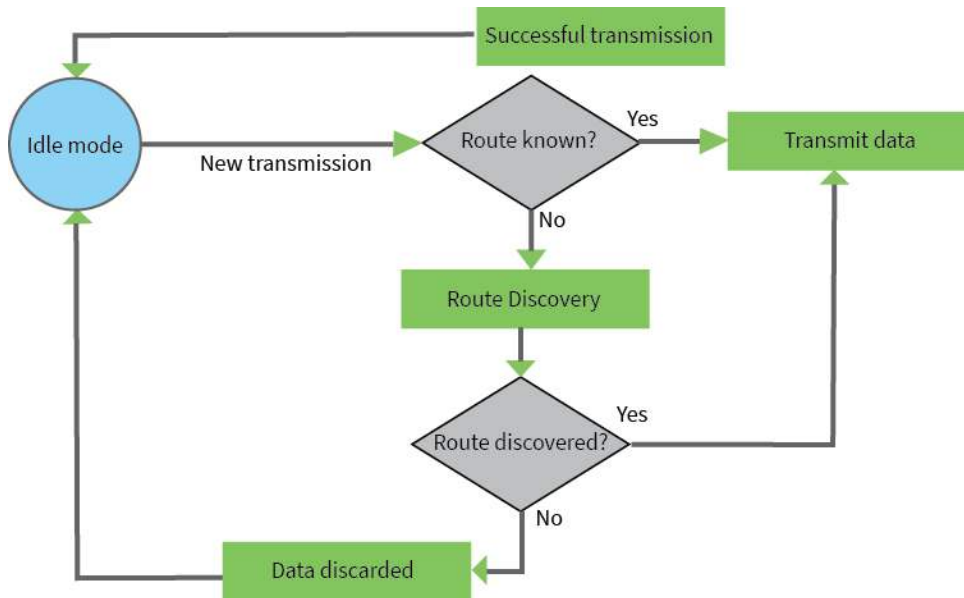 Successful transmission
Idle mode
New transmission
Route known?
Yes
Transmit data
No
Route Discovery
Route discovered?
Yes
No
Data discarded